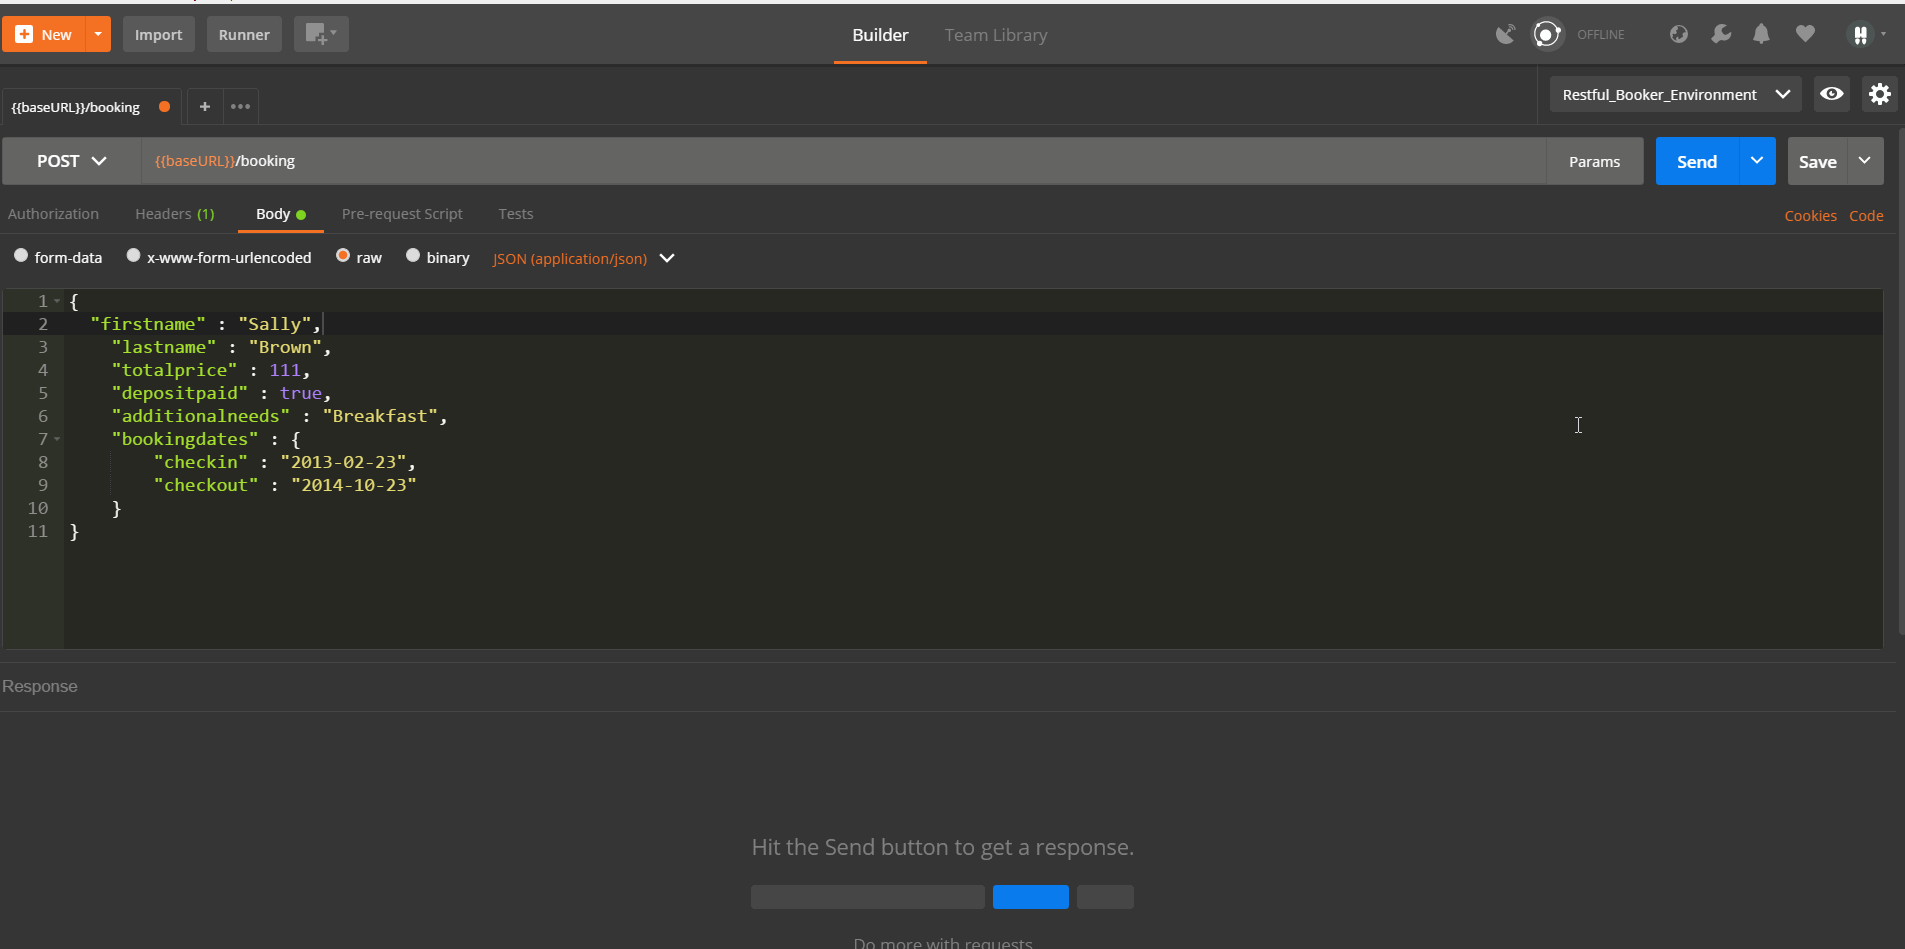 New Import Runner Builder Team Library OFFLINE
{{baseURL}}/booking + ••• Restful_Booker_Environment
POST {{baseURL}}/booking Params Send Save
Authorization Headers (1) Body Pre-request Script Tests Cookies Code
form-data x-www-form-urlencoded raw binary JSON (application/json)
1 {
2 "firstname" : "Sally",
3 "lastname" : "Brown",
4 "totalprice" : 111,
5 "depositpaid" : true,
6 "additionalneeds" : "Breakfast",
7 "bookingdates" : {
8 "checkin" : "2013-02-23",
9 "checkout" : "2014-10-23"
10 }
11 }
Response
Hit the Send button to get a response.
Do more with requests